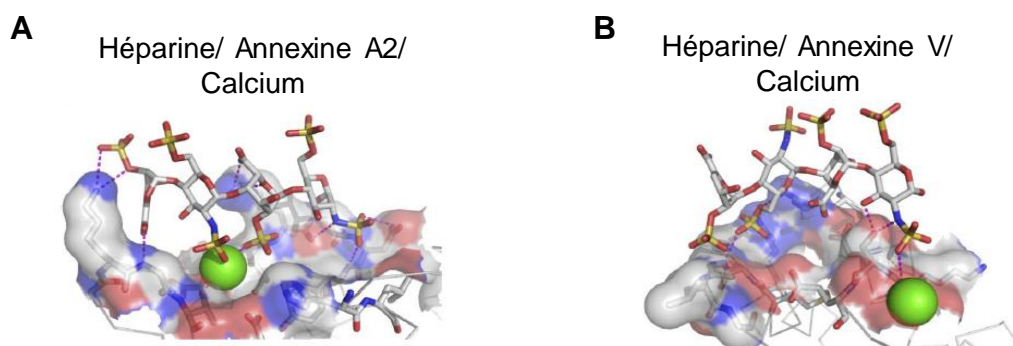 A
Héparine/ Annexine A2/
Calcium
B
Héparine/ Annexine V/
Calcium